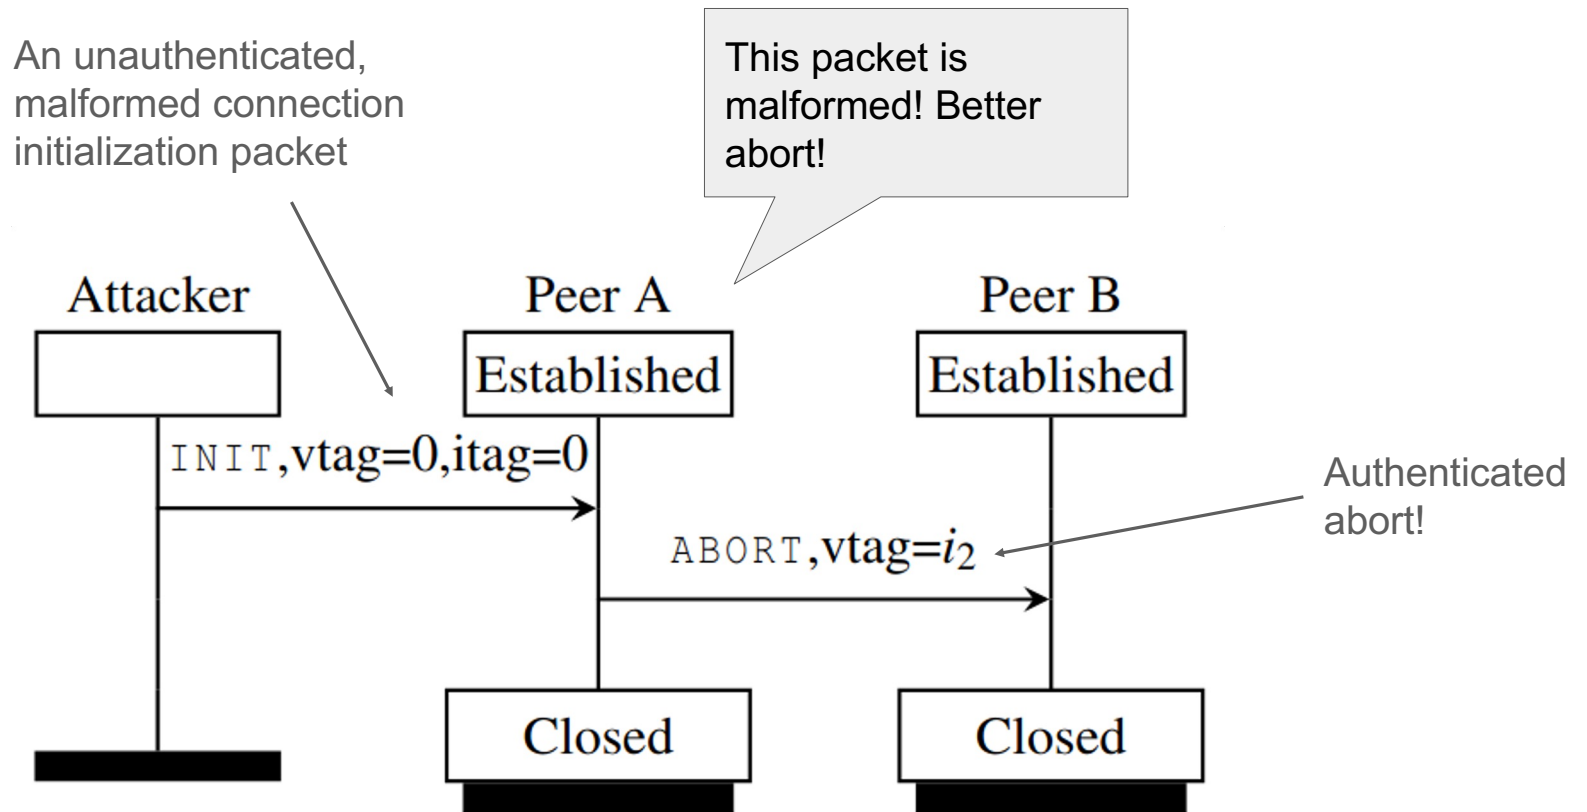 An unauthenticated,
malformed connection
initialization packet
This packet is
malformed! Better
abort!
Attacker
Peer A
Peer B
Established
Established
INIT,vtag=0,itag=0
ABORT,vtag=i₂
Authenticated
abort!
Closed
Closed